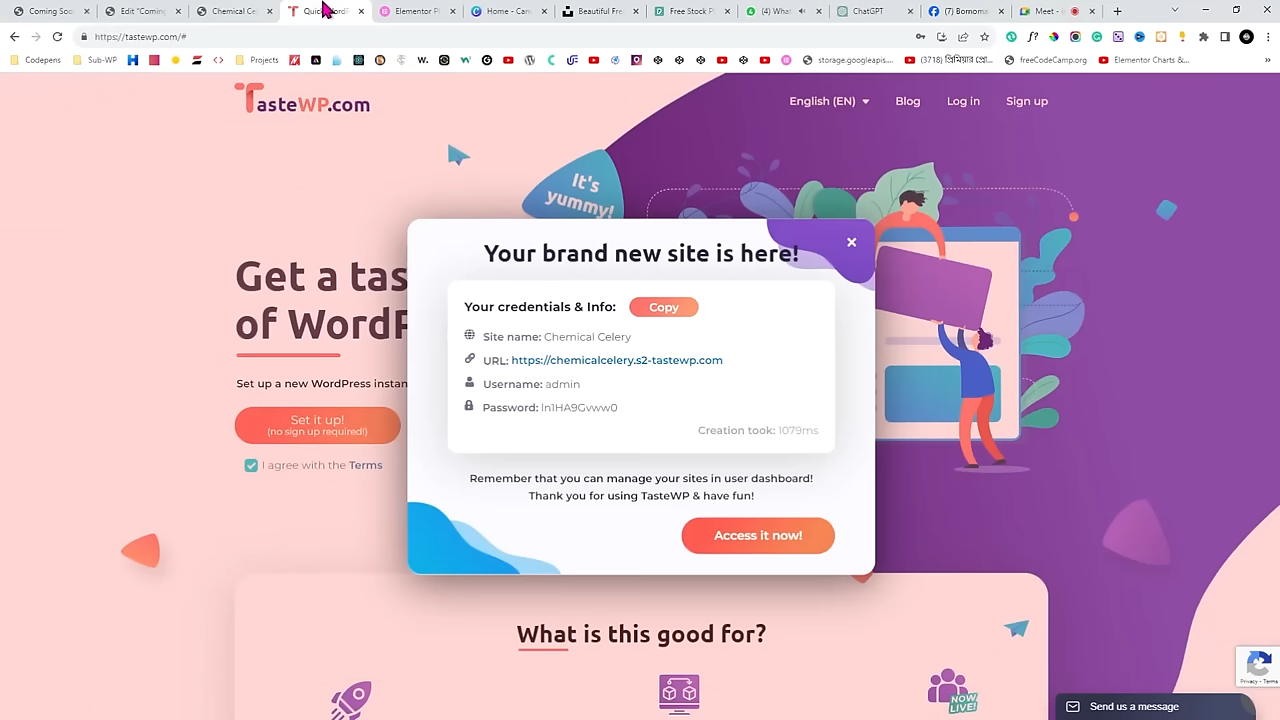 Coming Soo
Edit "Coming
Chemical Ce
Elementor P
Home - Can
Beautiful Fre
Free Stock P
(4) What
ChatGPT
(7) Bornom
Meet -
https://tastewp.com/#
Codepens
Sub-WP
Projects
storage.googleapis....
freeCodeCamp.org
Elementor Charts &...
TasteWP.com
English (EN)
Blog
Log in
Sign up
It's
yummy!
Get a tas
of WordP
Set up a new WordPress instan
Set it up!
(no sign up required!)
I agree with the Terms
Your brand new site is here!
Your credentials & Info:
Copy
Site name: Chemical Celery
URL: https://chemicalcelery.s2-tastewp.com
Username: admin
Password: ln1HA9Gvww0
Creation took: 1079ms
Remember that you can manage your sites in user dashboard!
Thank you for using TasteWP & have fun!
Access it now!
What is this good for?
NOW
LIVE!
Privacy - Terms
Send us a message